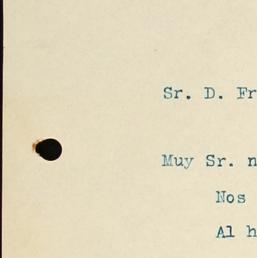 Sr. D. Fr
Muy Sr. n
Nos
Al h